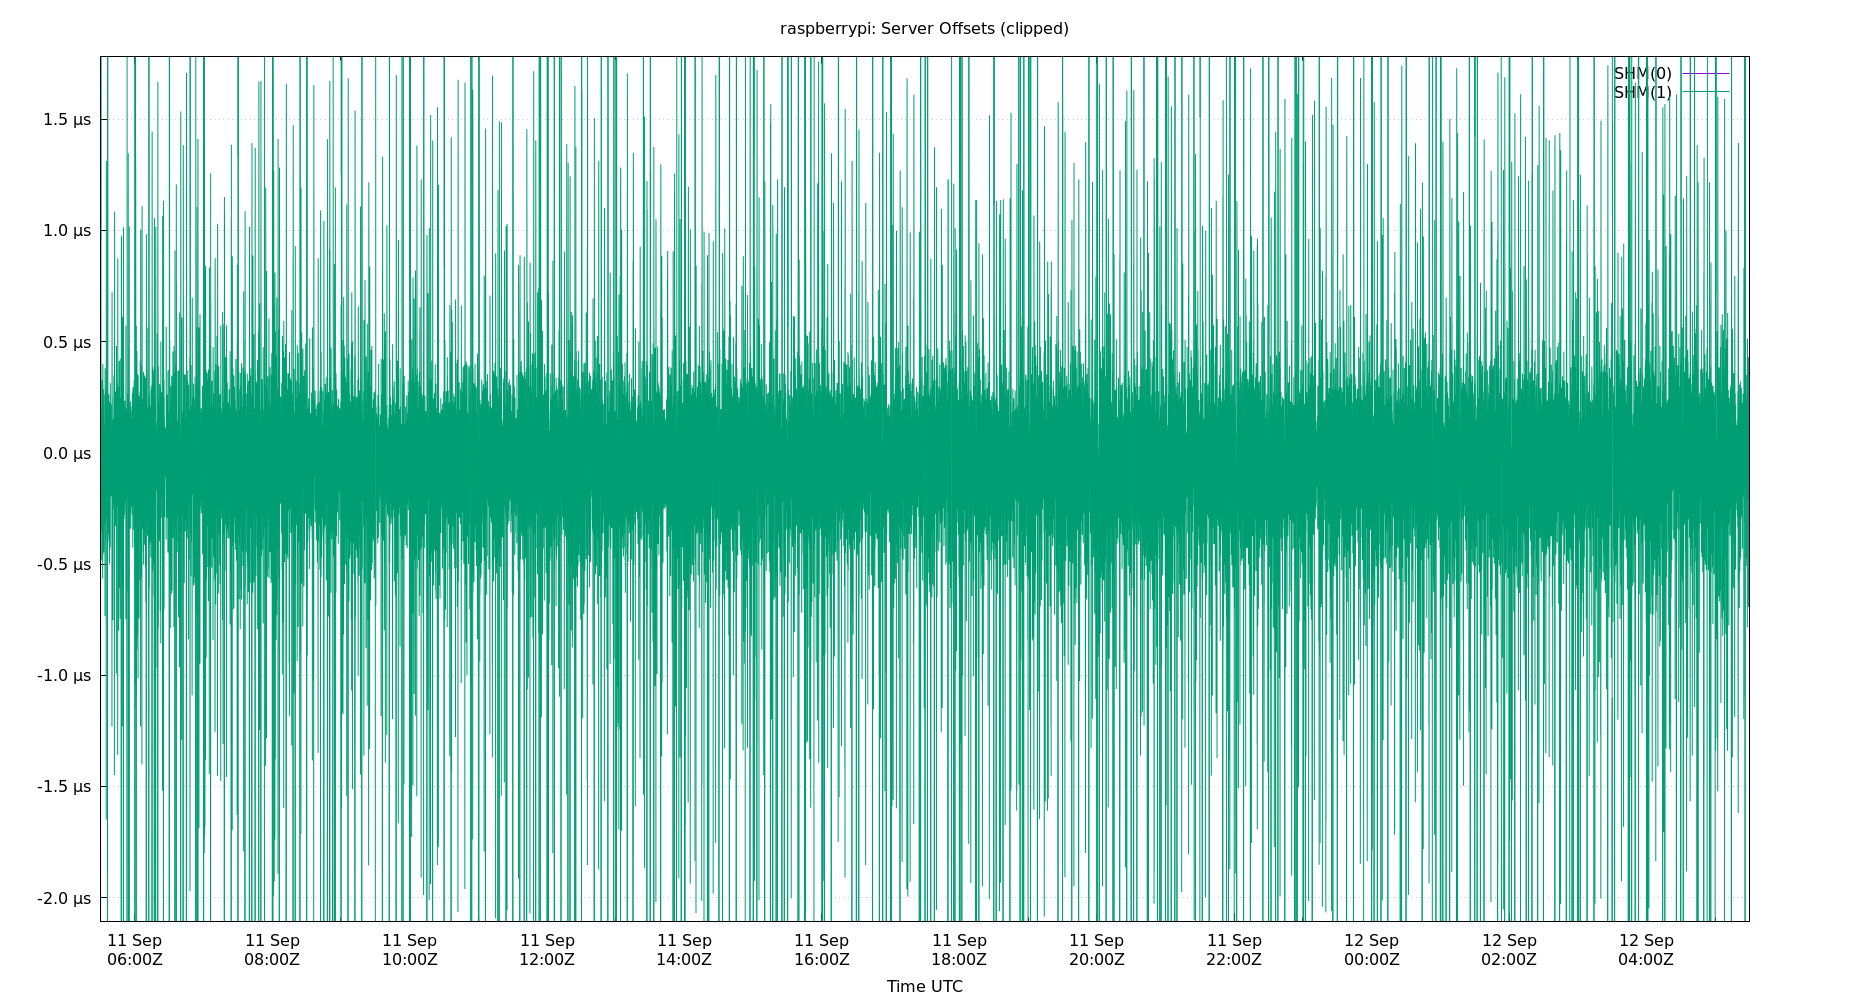 raspberrypi: Server Offsets (clipped)
SHM(0)
SHM(1)
1.5 µs
1.0 µs
0.5 µs
0.0 µs
-0.5 µs
-1.0 µs
-1.5 µs
-2.0 µs
11 Sep 11 Sep 11 Sep 11 Sep 11 Sep 11 Sep 11 Sep 11 Sep 11 Sep 12 Sep 12 Sep 12 Sep
06:00Z 08:00Z 10:00Z 12:00Z 14:00Z 16:00Z 18:00Z 20:00Z 22:00Z 00:00Z 02:00Z 04:00Z
Time UTC